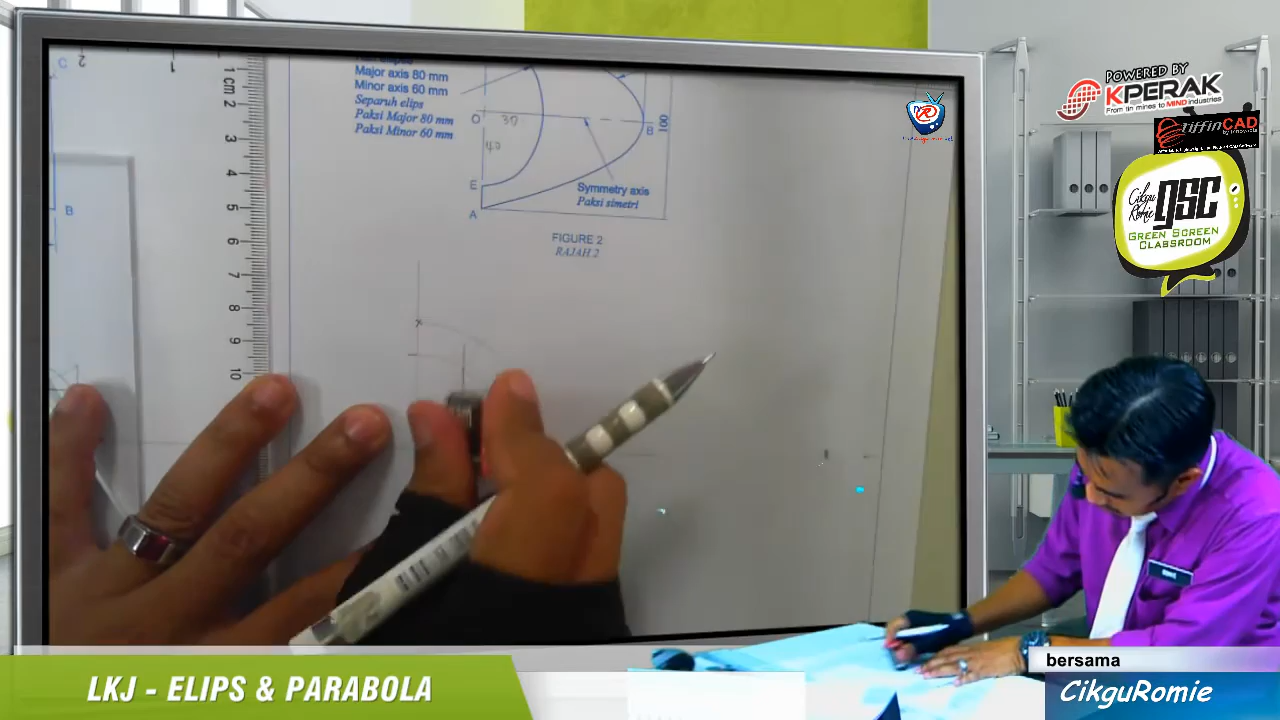 Major axis 80 mm
Minor axis 60 mm
Separuh elips
Paksi Major 80 mm
Paksi Minor 60 mm
O
30
40
E
A
B
100
Symmetry axis
Paksi simetri
FIGURE 2
RAJAH 2
C
B
2
1
1 cm
2
3
4
5
6
7
8
9
10
POWERED BY
KPERAK
From tin mines to MIND industries
tiffinCAD
Cikgu
Romie
GSC
GREEN SCREEN
CLASSROOM
LKJ - ELIPS & PARABOLA
bersama
CikguRomie